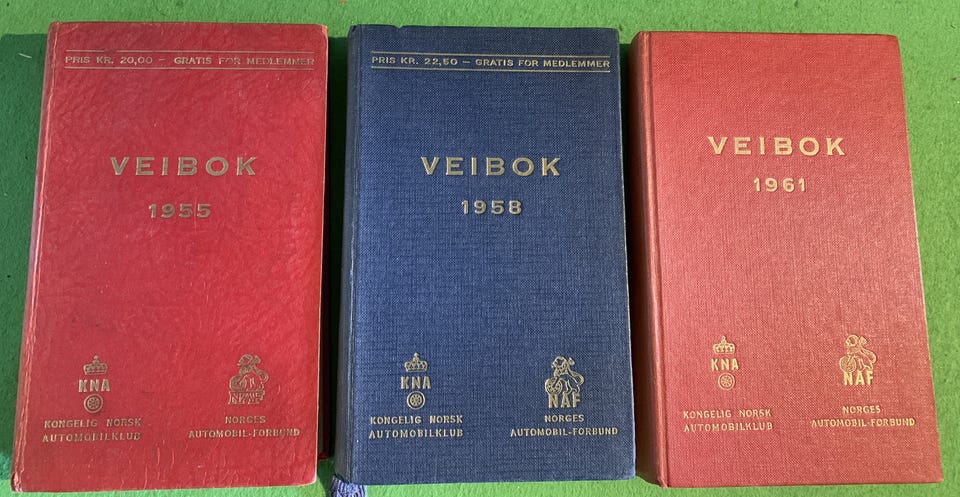 PRIS KR. 20,00 - GRATIS FOR MEDLEMMER
VEIBOK
1955
KNA
KONGELIG NORSK
AUTOMOBILKLUB
NAF
NORGES
AUTOMOBIL-FORBUND
PRIS KR. 22,50 - GRATIS FOR MEDLEMMER
VEIBOK
1958
KNA
KONGELIG NORSK
AUTOMOBILKLUB
NAF
NORGES
AUTOMOBIL-FORBUND
VEIBOK
1961
KNA
KONGELIG NORSK
AUTOMOBILKLUB
NAF
NORGES
AUTOMOBIL-FORBUND